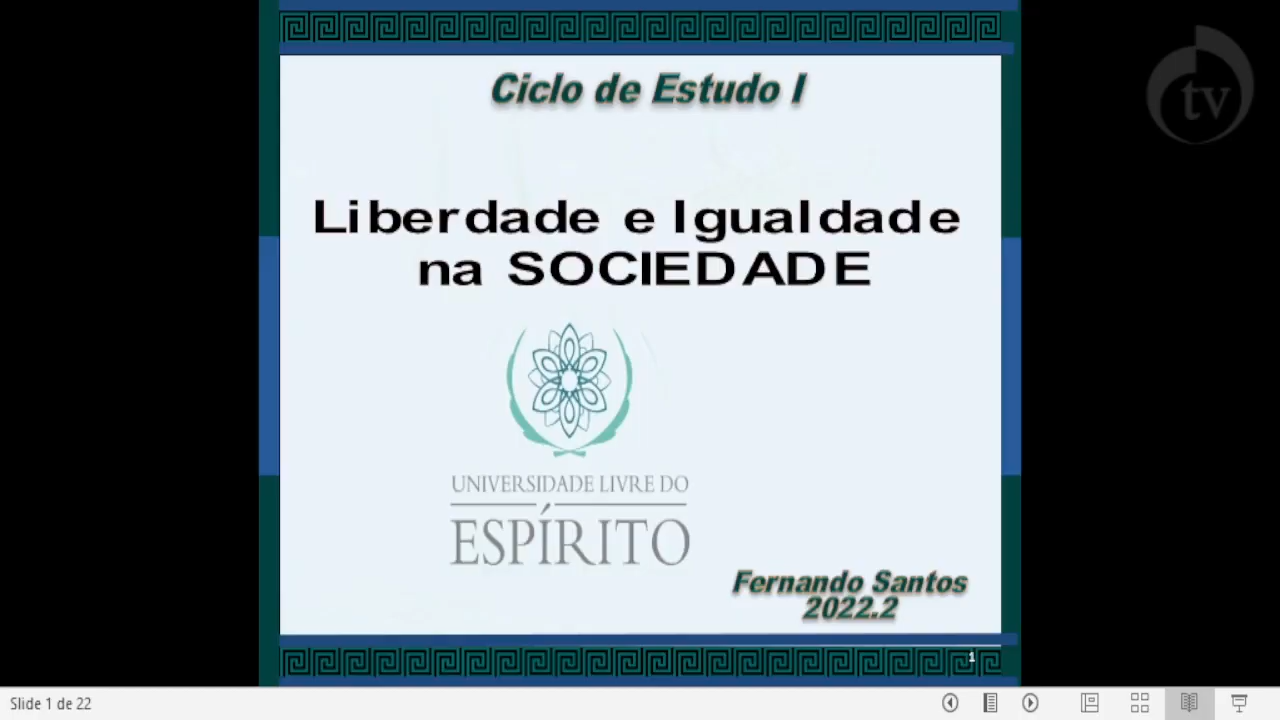 tv
Ciclo de Estudo I
Liberdade e Igualdade
na SOCIEDADE
UNIVERSIDADE LIVRE DO
ESPÍRITO
Fernando Santos
2022.2
1
Slide 1 de 22